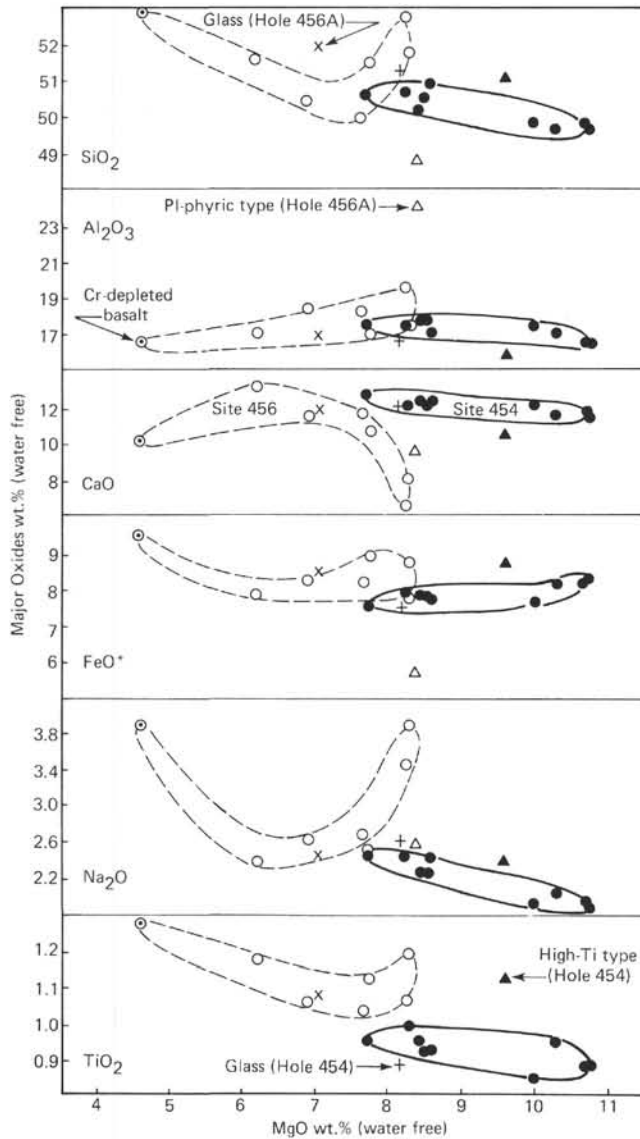 Glass (Hole 456A)
52
51
50
49
SiO2
Al2O3
Pl-phyric type (Hole 456A)
23
21
19
17
Cr-depleted
basalt
12
10
8
Site 456
Site 454
CaO
Major Oxides wt.% (water free)
9
8
7
6
FeO*
3.8
3.4
3.0
2.6
2.2
Na2O
1.2
1.1
1.0
0.9
High-Ti type
(Hole 454)
TiO2
Glass (Hole 454)
4 5 6 7 8 9 10 11
MgO wt.% (water free)